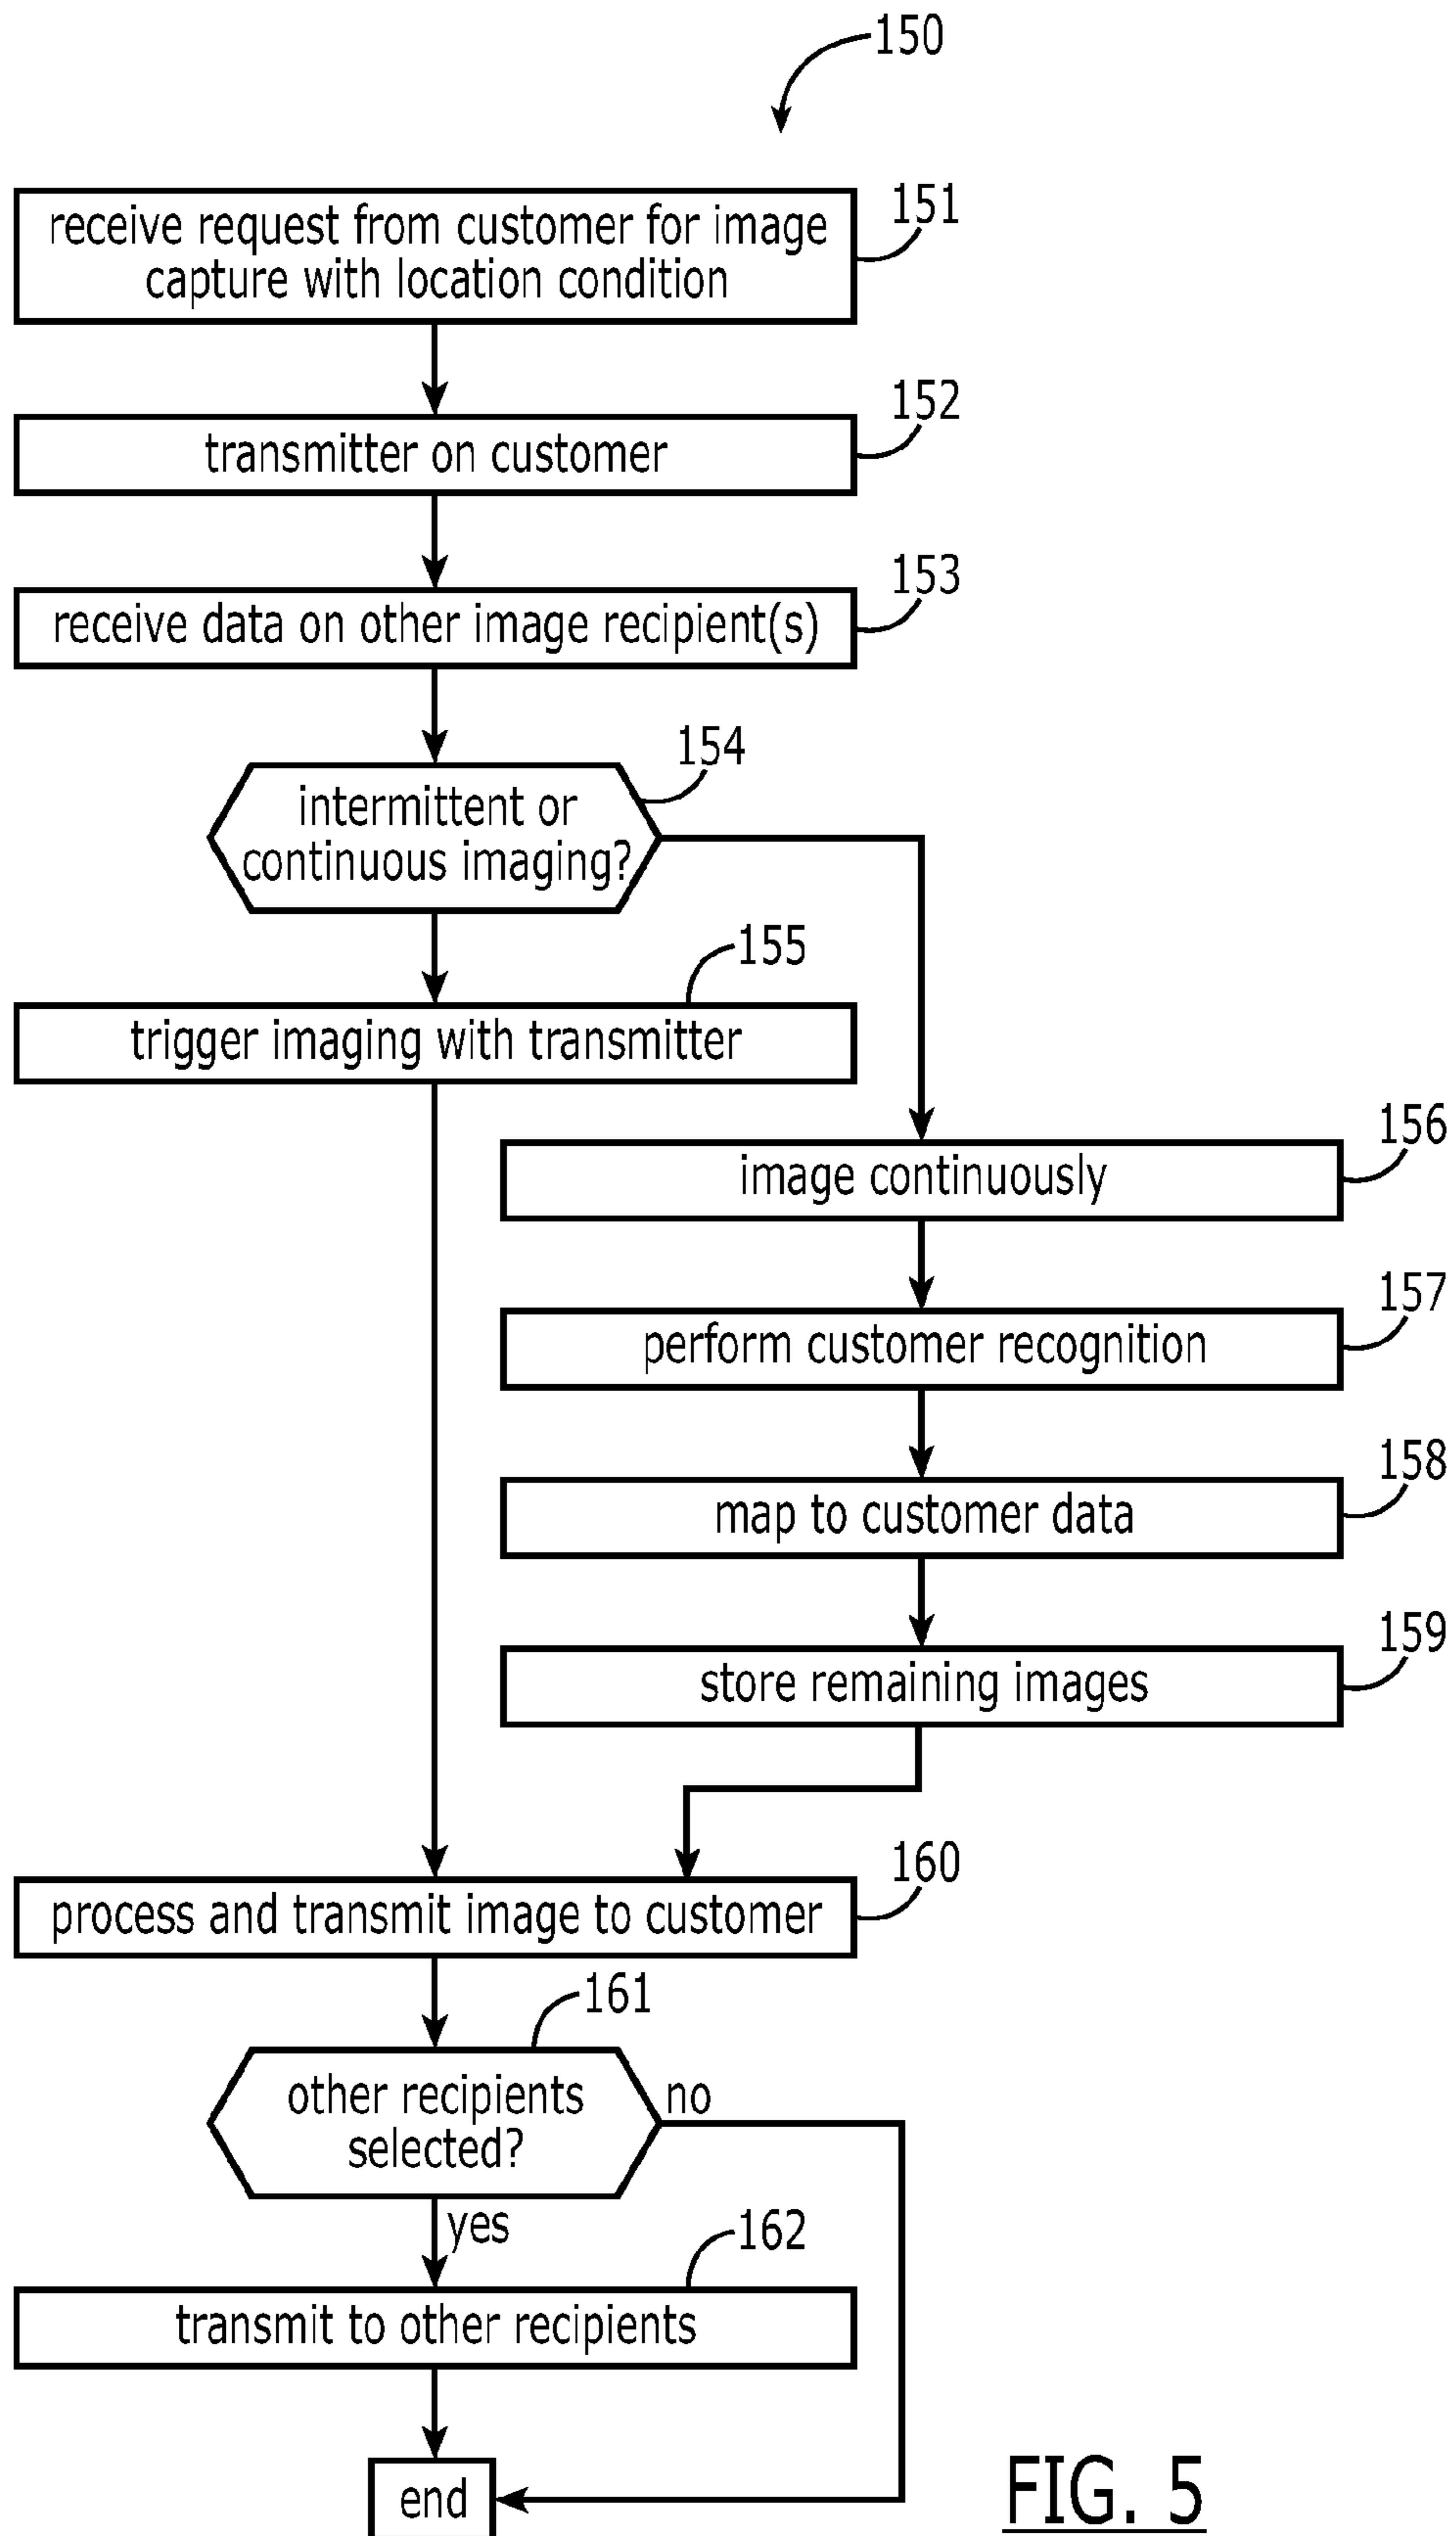 150
receive request from customer for image
capture with location condition
151
transmitter on customer
152
receive data on other image recipient(s)
153
intermittent or
continuous imaging?
154
trigger imaging with transmitter
155
image continuously
156
perform customer recognition
157
map to customer data
158
store remaining images
159
process and transmit image to customer
160
other recipients
selected?
161
no
yes
transmit to other recipients
162
end
FIG. 5